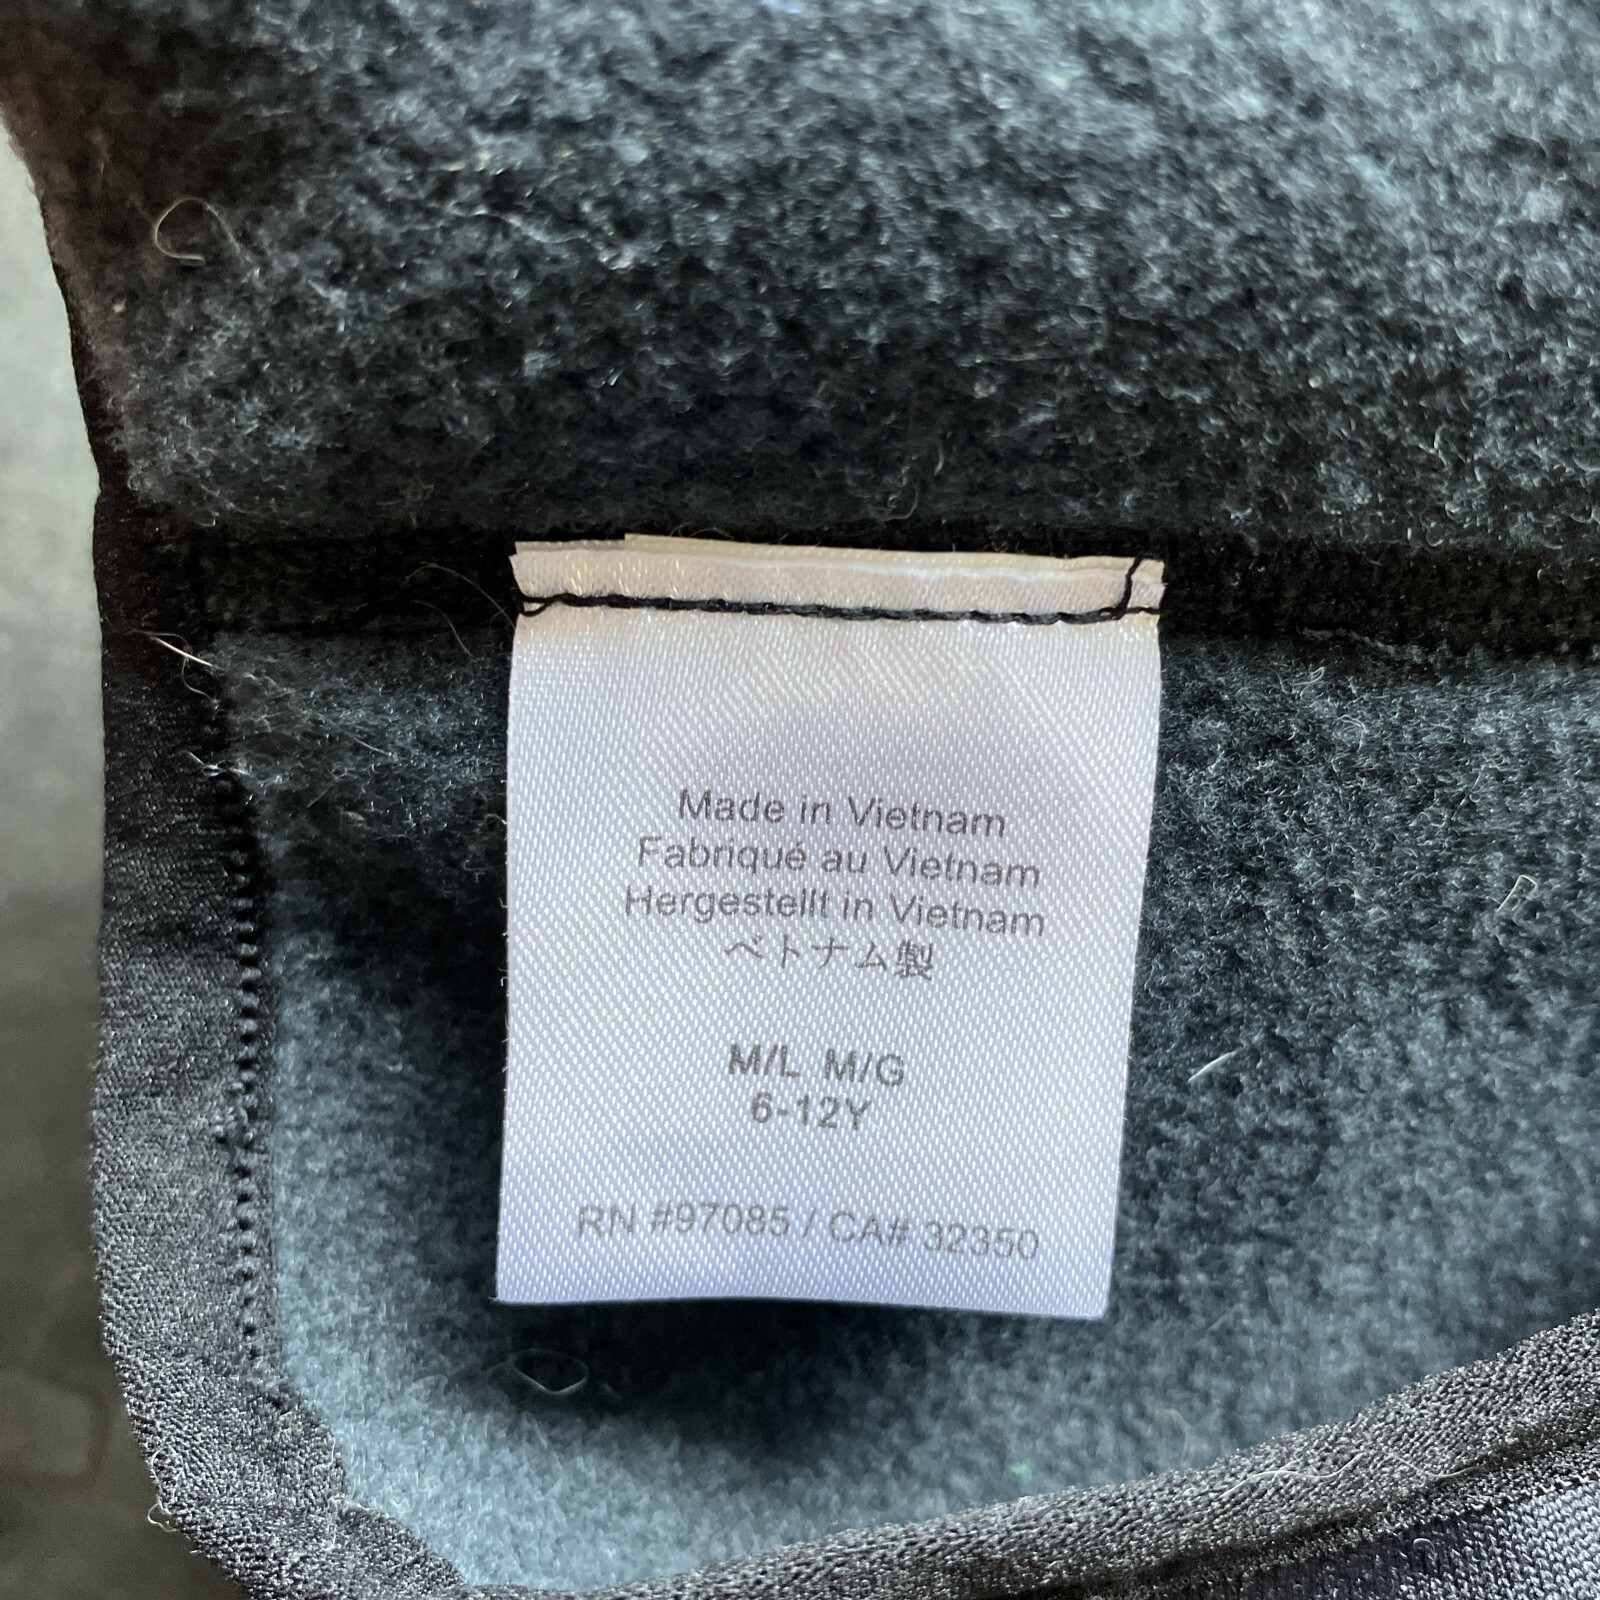 Made in Vietnam
Fabriqué au Vietnam
Hergestellt in Vietnam
ベトナム製
M/L M/G
6-12Y
RN #97085 / CA# 32350